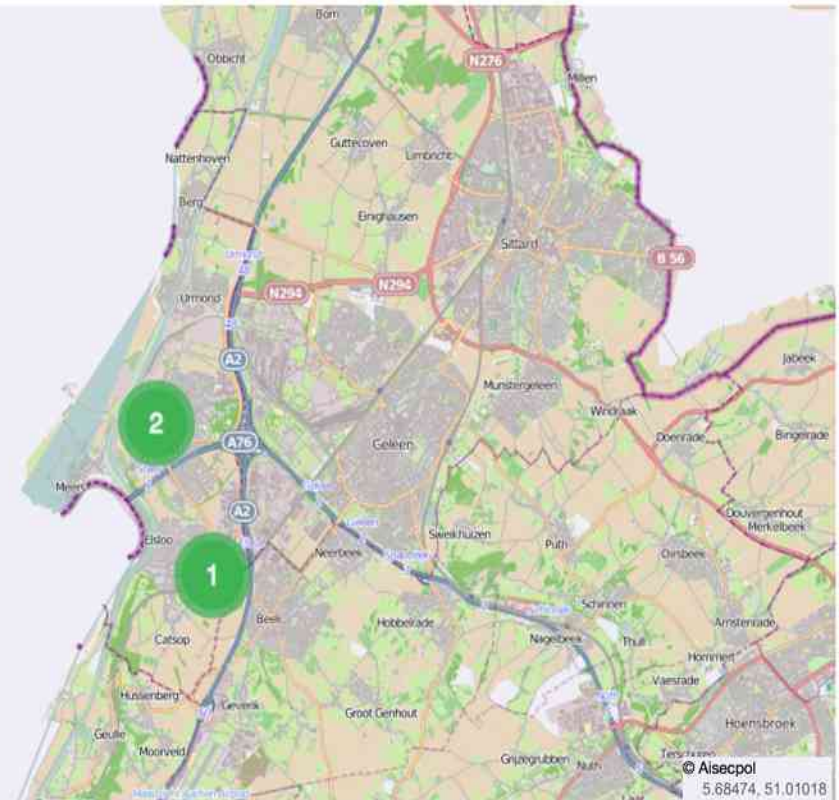 Born
Obbicht
N276
Millen
Guttecoven
Limbricht
Nattenhoven
Berg
Einighausen
Sittard
B 56
Urmond
N294
N294
Urmond
A2
Jabeek
Munstergeleen
2
Windraak
Doenrade
Bingelrade
A76
Geleen
Meers
A2
Douvergenhout
Merkelbeek
Elsloo
Sweikhuizen
Neerbeek
Puth
Oirsbeek
1
Schinnen
Beek
Hobbelrade
Amstenrade
Catsop
Nagelbeek
Thull
Hommert
Vaesrade
Hussenberg
Geverik
Groot Genhout
Hoensbroek
Geulle
Moorveld
Grijzegrubben
Nuth
Terschuren
© Aisecpol
5.68474, 51.01018